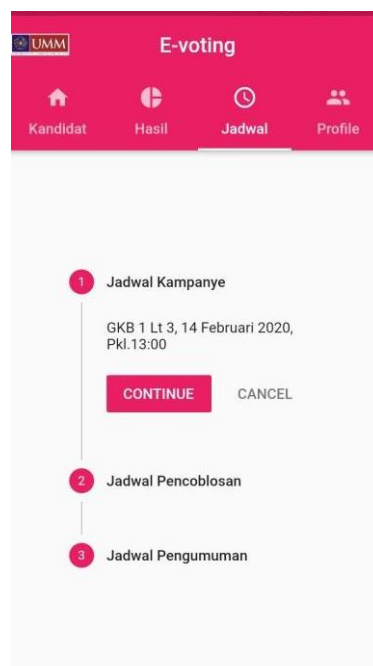 UMM
E-voting
Kandidat
Hasil
Jadwal
Profile
1
Jadwal Kampanye
GKB 1 Lt 3, 14 Februari 2020,
Pkl.13:00
CONTINUE
CANCEL
2
Jadwal Pencoblosan
3
Jadwal Pengumuman